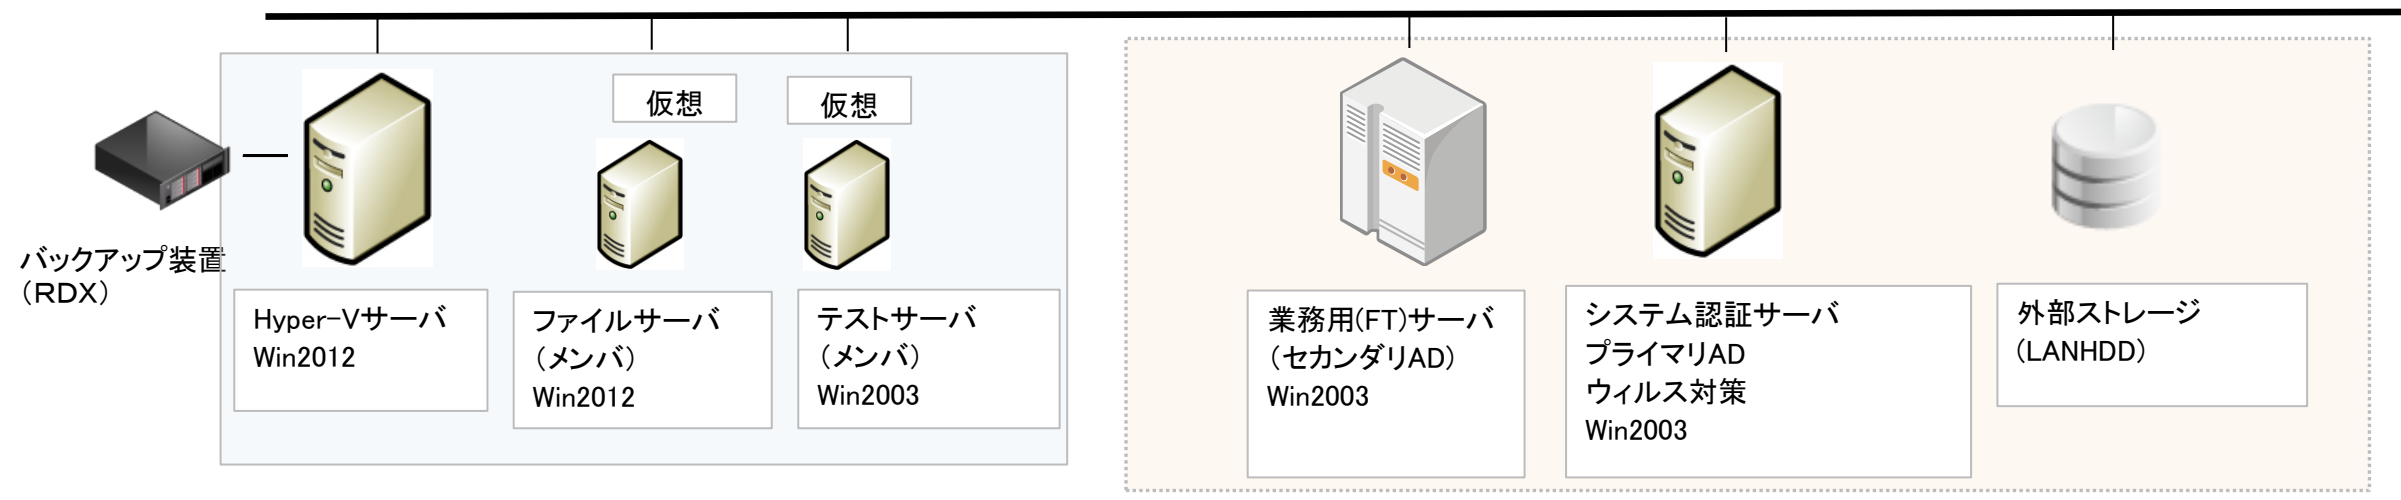 仮想
仮想
バックアップ装置
（RDX）
Hyper-Vサーバ
Win2012
ファイルサーバ
（メンバ）
Win2012
テストサーバ
（メンバ）
Win2003
業務用(FT)サーバ
（セカンダリAD）
Win2003
システム認証サーバ
プライマリAD
ウィルス対策
Win2003
外部ストレージ
(LANHDD)